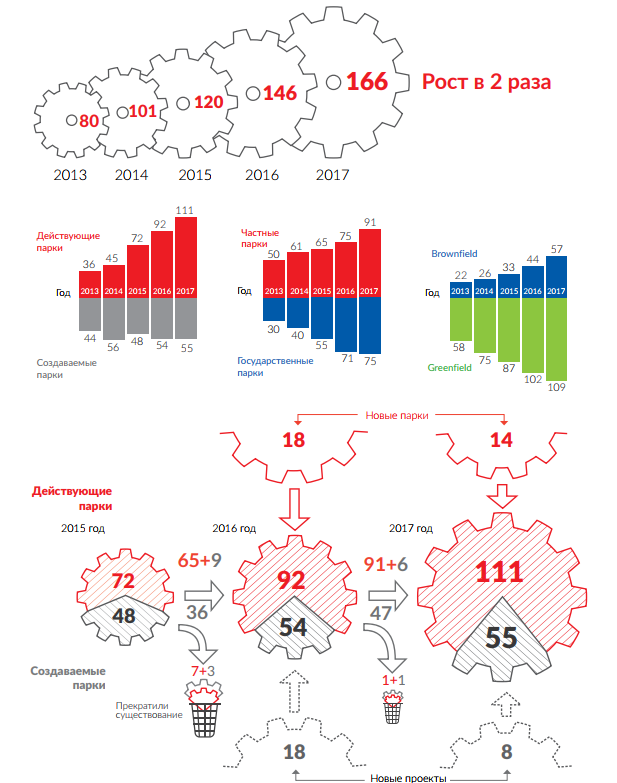 80
101
120
146
166
Рост в 2 раза
2013 2014 2015 2016 2017
Действующие
парки
36 45 72 92 111
Год
2013 2014 2015 2016 2017
44 56 48 54 55
Создаваемые
парки
Частные
парки
50 61 65 75 91
Год
2013 2014 2015 2016 2017
30 40 55 71 75
Государственные
парки
Brownfield
22 26 33 44 57
Год
2013 2014 2015 2016 2017
58 75 87 102 109
Greenfield
Новые парки
18
14
Действующие
парки
2015 год
2016 год
2017 год
72
48
65+9
36
92
54
91+6
47
111
55
Создаваемые
парки
7+3
1+1
Прекратили
существование
18
8
Новые проекты